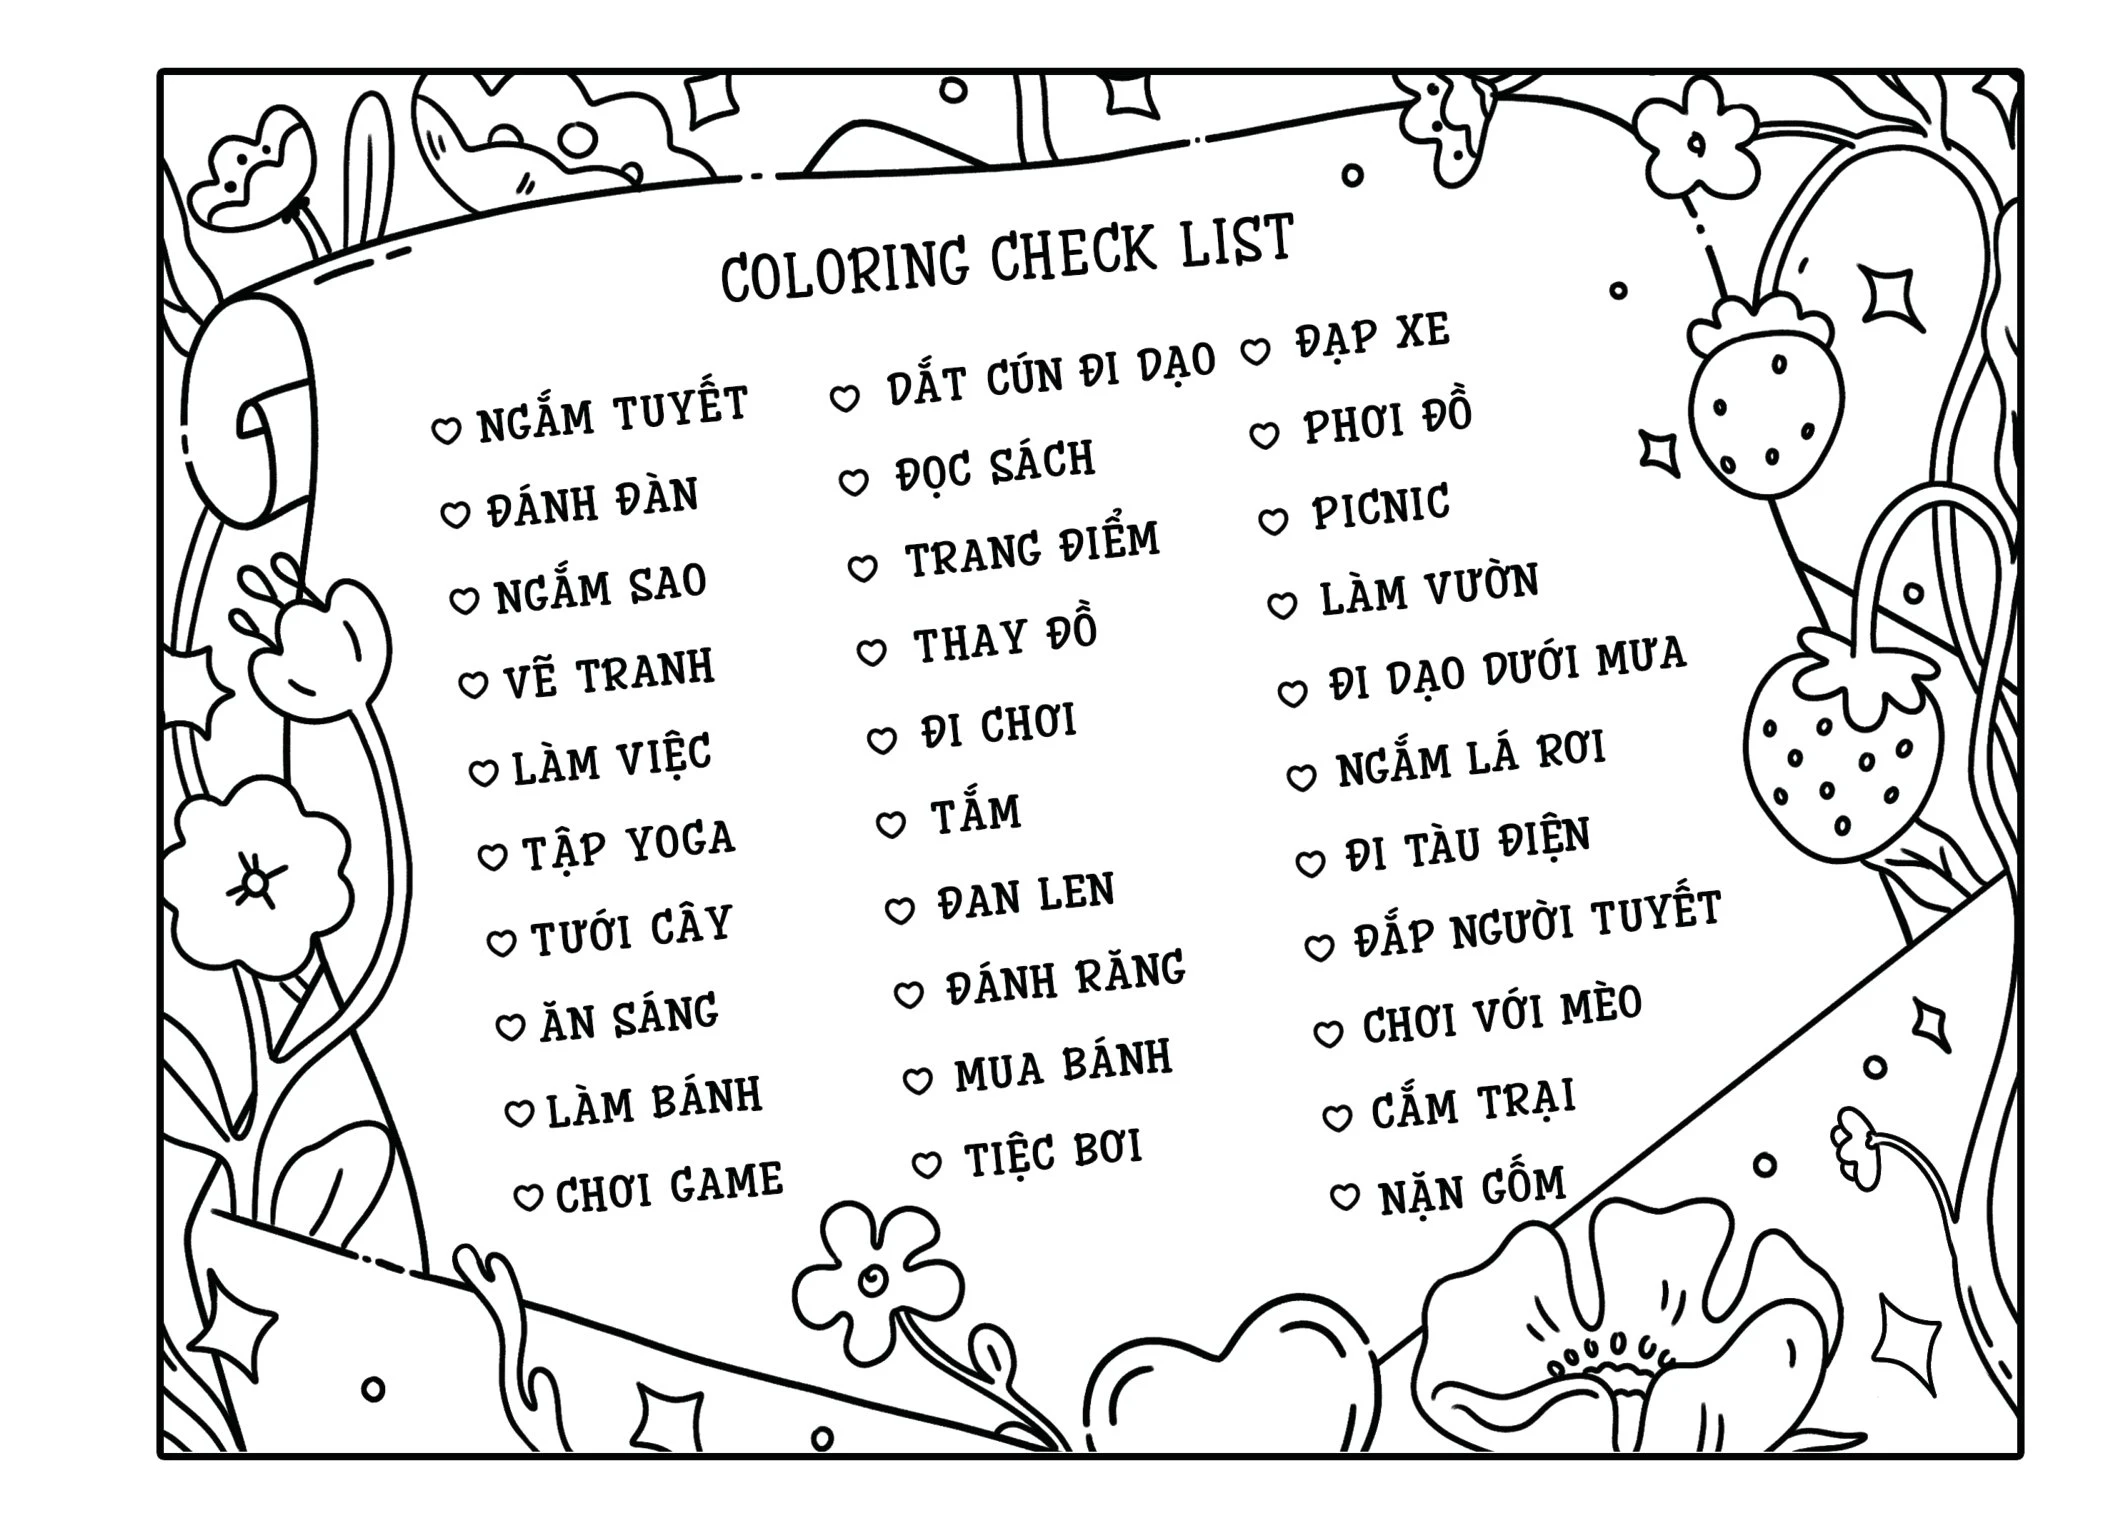 COLORING CHECK LIST
NGẮM TUYẾT
ĐÁNH ĐÀN
NGẮM SAO
VẼ TRANH
LÀM VIỆC
TẬP YOGA
TƯỚI CÂY
ĂN SÁNG
LÀM BÁNH
CHƠI GAME
DẮT CÚN ĐI DẠO
ĐỌC SÁCH
TRANG ĐIỂM
THAY ĐỒ
ĐI CHƠI
TẮM
ĐAN LEN
ĐÁNH RĂNG
MUA BÁNH
TIỆC BƠI
ĐẠP XE
PHƠI ĐỒ
PICNIC
LÀM VƯỜN
ĐI DẠO DƯỚI MƯA
NGẮM LÁ RƠI
ĐI TÀU ĐIỆN
ĐẮP NGƯỜI TUYẾT
CHƠI VỚI MÈO
CẮM TRẠI
NẶN GỐM